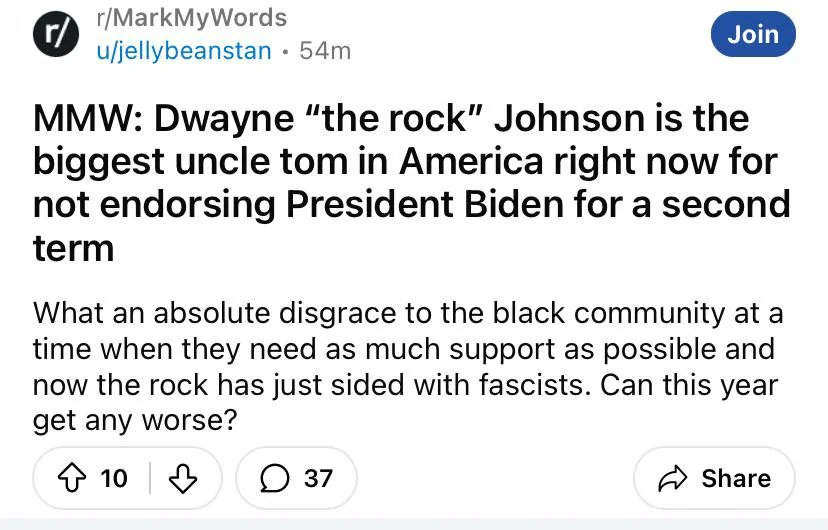 r/
r/MarkMyWords
u/jellybeanstan • 54m
Join
MMW: Dwayne “the rock” Johnson is the
biggest uncle tom in America right now for
not endorsing President Biden for a second
term
What an absolute disgrace to the black community at a
time when they need as much support as possible and
now the rock has just sided with fascists. Can this year
get any worse?
10
37
Share